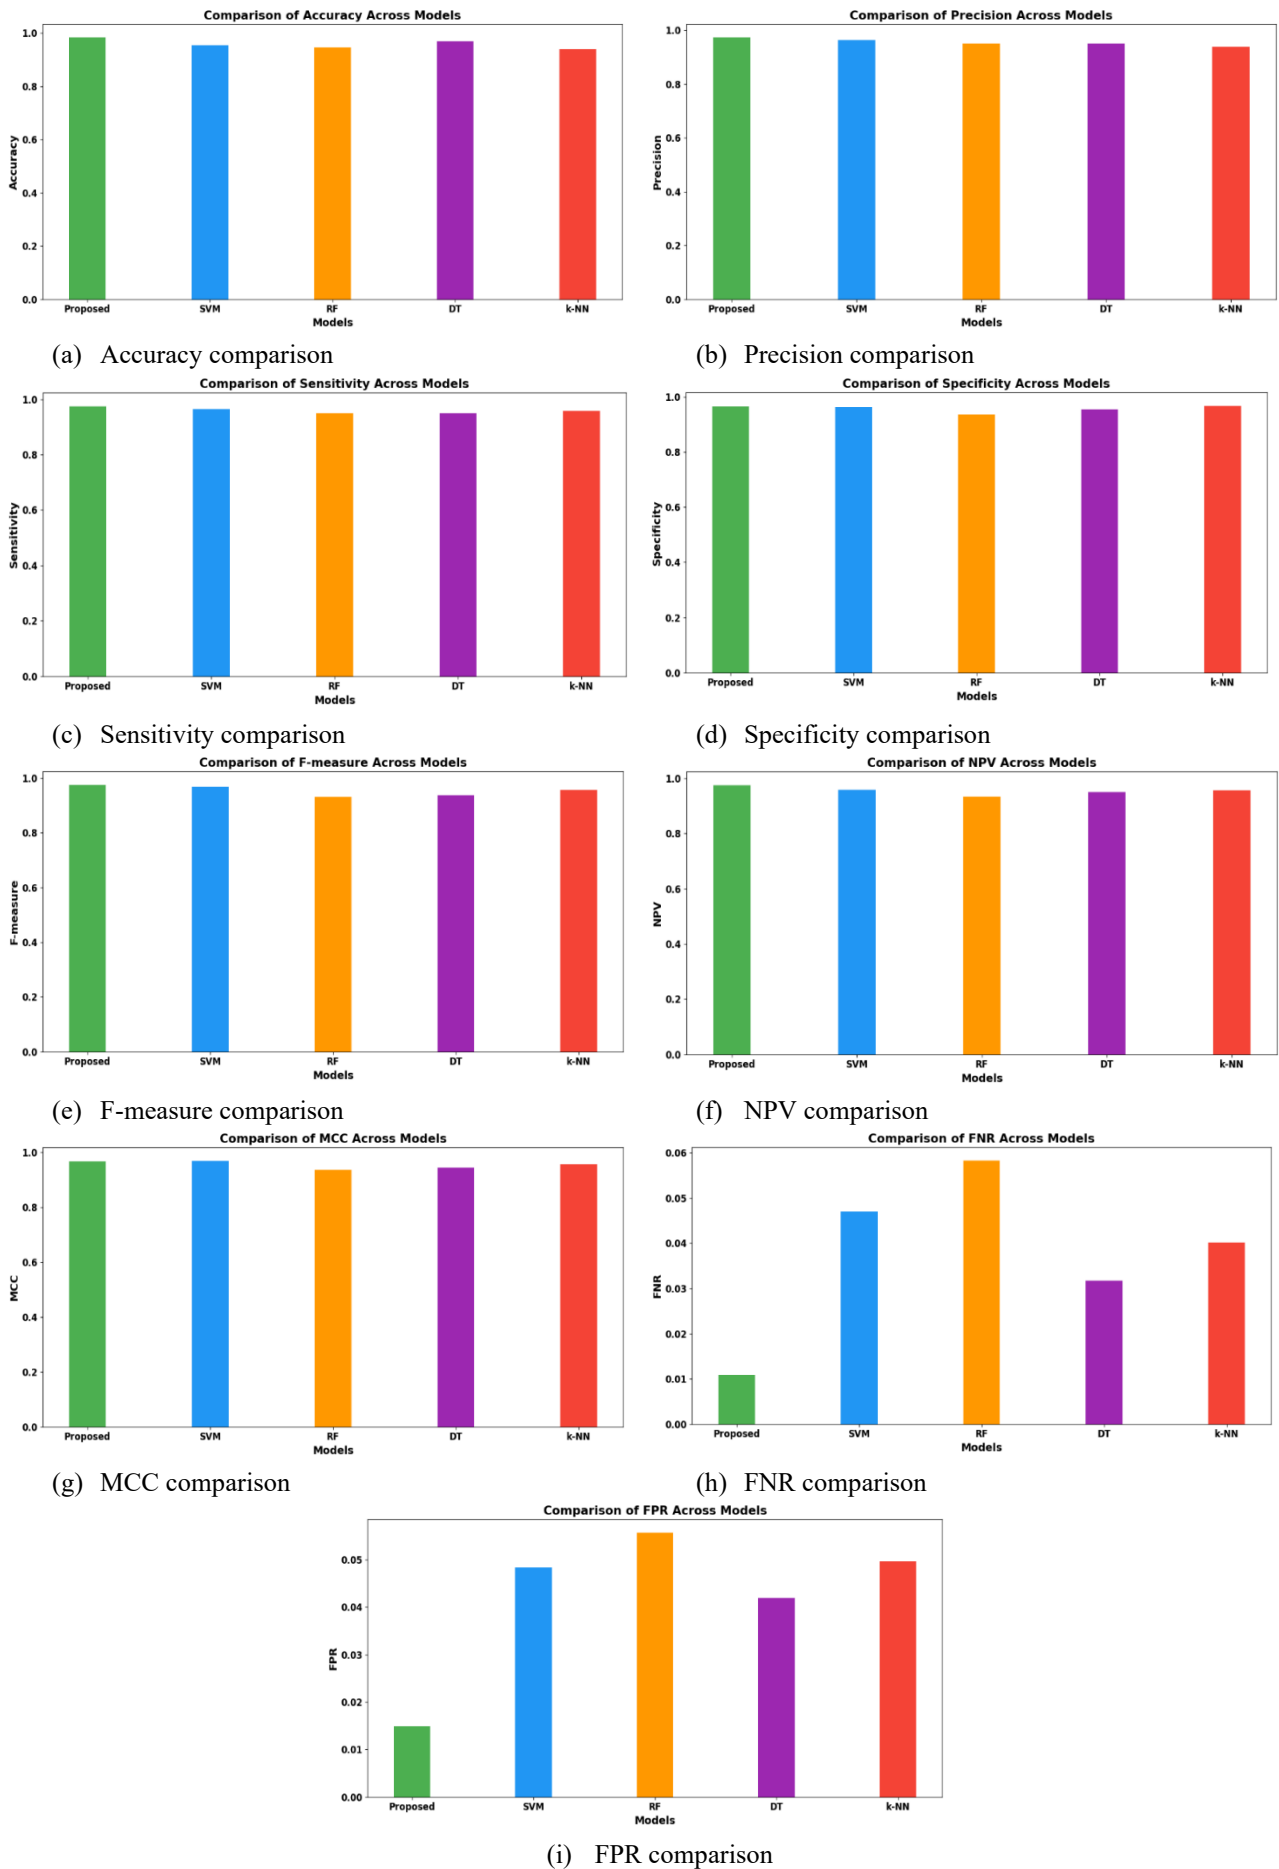 Comparison of Accuracy Across Models
1.0
0.8
0.6
0.4
0.2
0.0
Accuracy
Proposed SVM RF DT k-NN
Models
(a) Accuracy comparison
Comparison of Precision Across Models
1.0
0.8
0.6
0.4
0.2
0.0
Precision
Proposed SVM RF DT k-NN
Models
(b) Precision comparison
Comparison of Sensitivity Across Models
1.0
0.8
0.6
0.4
0.2
0.0
Sensitivity
Proposed SVM RF DT k-NN
Models
(c) Sensitivity comparison
Comparison of Specificity Across Models
1.0
0.8
0.6
0.4
0.2
0.0
Specificity
Proposed SVM RF DT k-NN
Models
(d) Specificity comparison
Comparison of F-measure Across Models
1.0
0.8
0.6
0.4
0.2
0.0
F-measure
Proposed SVM RF DT k-NN
Models
(e) F-measure comparison
Comparison of NPV Across Models
1.0
0.8
0.6
0.4
0.2
0.0
NPV
Proposed SVM RF DT k-NN
Models
(f) NPV comparison
Comparison of MCC Across Models
1.0
0.8
0.6
0.4
0.2
0.0
MCC
Proposed SVM RF DT k-NN
Models
(g) MCC comparison
Comparison of FNR Across Models
0.06
0.05
0.04
0.03
0.02
0.01
0.00
FNR
Proposed SVM RF DT k-NN
Models
(h) FNR comparison
Comparison of FPR Across Models
0.05
0.04
0.03
0.02
0.01
0.00
FPR
Proposed SVM RF DT k-NN
Models
(i) FPR comparison